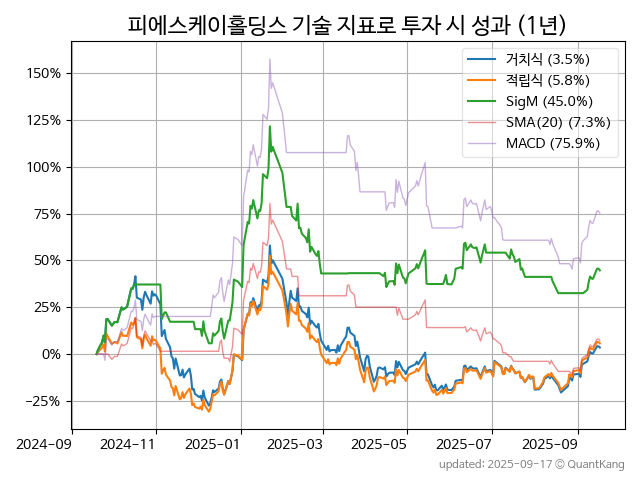 피에스케이홀딩스 기술 지표로 투자 시 성과 (1년)
거치식 (3.5%)
적립식 (5.8%)
SigM (45.0%)
SMA(20) (7.3%)
MACD (75.9%)
150%
125%
100%
75%
50%
25%
0%
−25%
2024-09 2024-11 2025-01 2025-03 2025-05 2025-07 2025-09
updated: 2025-09-17 © QuantKang